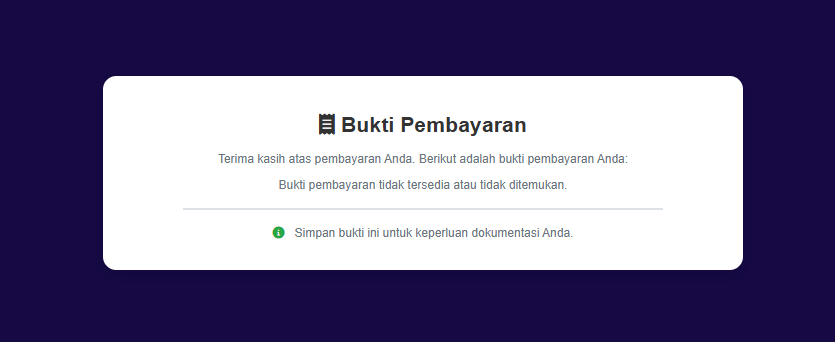 Bukti Pembayaran
Terima kasih atas pembayaran Anda. Berikut adalah bukti pembayaran Anda:
Bukti pembayaran tidak tersedia atau tidak ditemukan.
Simpan bukti ini untuk keperluan dokumentasi Anda.